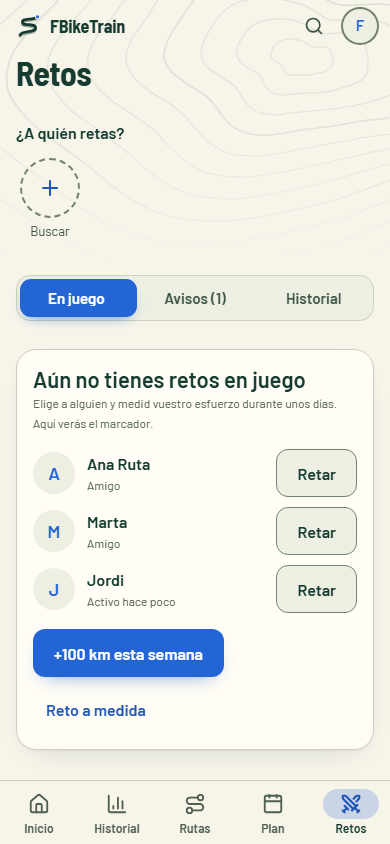 FBikeTrain
F
Retos
¿A quién retas?
Buscar
En juego
Avisos (1)
Historial
Aún no tienes retos en juego
Elige a alguien y medid vuestro esfuerzo durante unos días.
Aquí verás el marcador.
A
Ana Ruta
Amigo
Retar
M
Marta
Amigo
Retar
J
Jordi
Activo hace poco
Retar
+100 km esta semana
Reto a medida
Inicio
Historial
Rutas
Plan
Retos